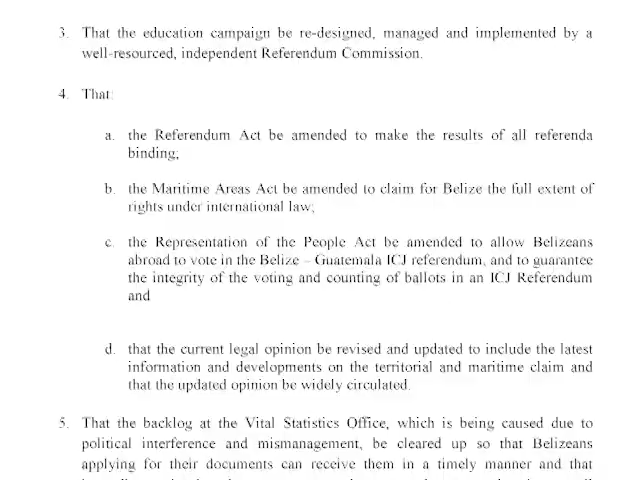 3. That the education campaign be re-designed, managed and implemented by a
well-resourced, independent Referendum Commission.
4. That:
a. the Referendum Act be amended to make the results of all referenda
binding;
b. the Maritime Areas Act be amended to claim for Belize the full extent of
rights under international law;
c. the Representation of the People Act be amended to allow Belizeans
abroad to vote in the Belize – Guatemala ICJ referendum, and to guarantee
the integrity of the voting and counting of ballots in an ICJ Referendum
and
d. that the current legal opinion be revised and updated to include the latest
information and developments on the territorial and maritime claim and
that the updated opinion be widely circulated.
5. That the backlog at the Vital Statistics Office, which is being caused due to
political interference and mismanagement, be cleared up so that Belizeans
applying for their documents can receive them in a timely manner and that